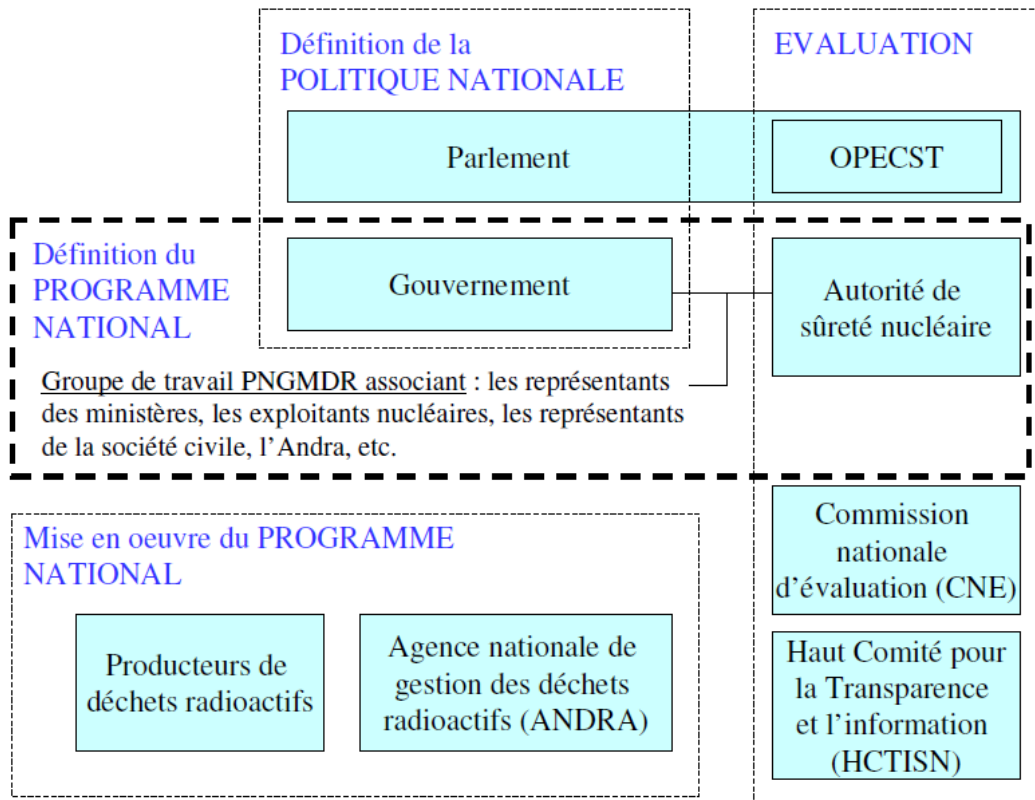 Définition de la
POLITIQUE NATIONALE
EVALUATION
Parlement
OPECST
Définition du
PROGRAMME
NATIONAL
Gouvernement
Autorité de
sûreté nucléaire
Groupe de travail PNGMDR associant : les représentants
des ministères, les exploitants nucléaires, les représentants
de la société civile, l’Andra, etc.
Mise en oeuvre du PROGRAMME
NATIONAL
Producteurs de
déchets radioactifs
Agence nationale de
gestion des déchets
radioactifs (ANDRA)
Commission
nationale
d’évaluation (CNE)
Haut Comité pour
la Transparence
et l’information
(HCTISN)